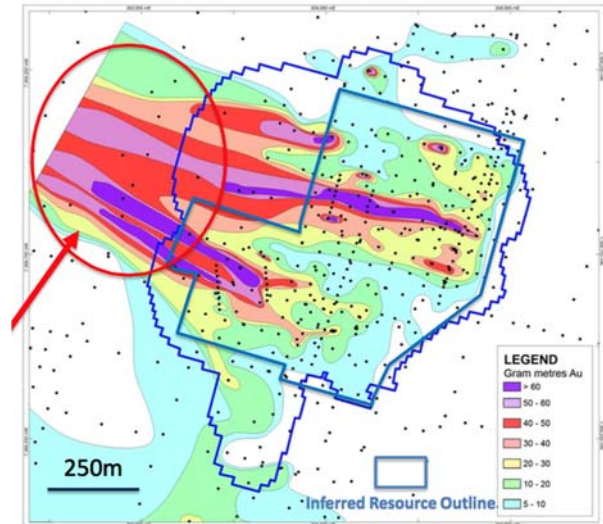 LEGEND
Gram metres Au
> 60
50 - 60
40 - 50
30 - 40
20 - 30
10 - 20
5 - 10
250m
Inferred Resource Outline